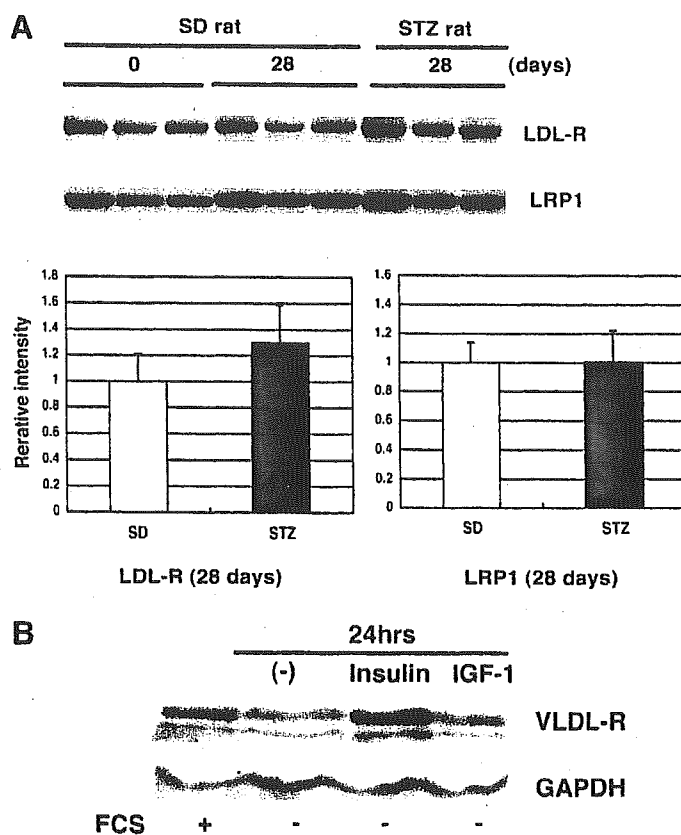 A
SD rat STZ rat
0 28 28 (days)
LDL-R
LRP1
1.8
1.6
1.4
1.2
1
0.8
0.6
0.4
0.2
0
Rerative intensity
SD STZ
LDL-R (28 days)
1.6
1.4
1.2
1
0.8
0.6
0.4
0.2
0
SD STZ
LRP1 (28 days)
B
24hrs
(-) Insulin IGF-1
VLDL-R
GAPDH
FCS + - - -